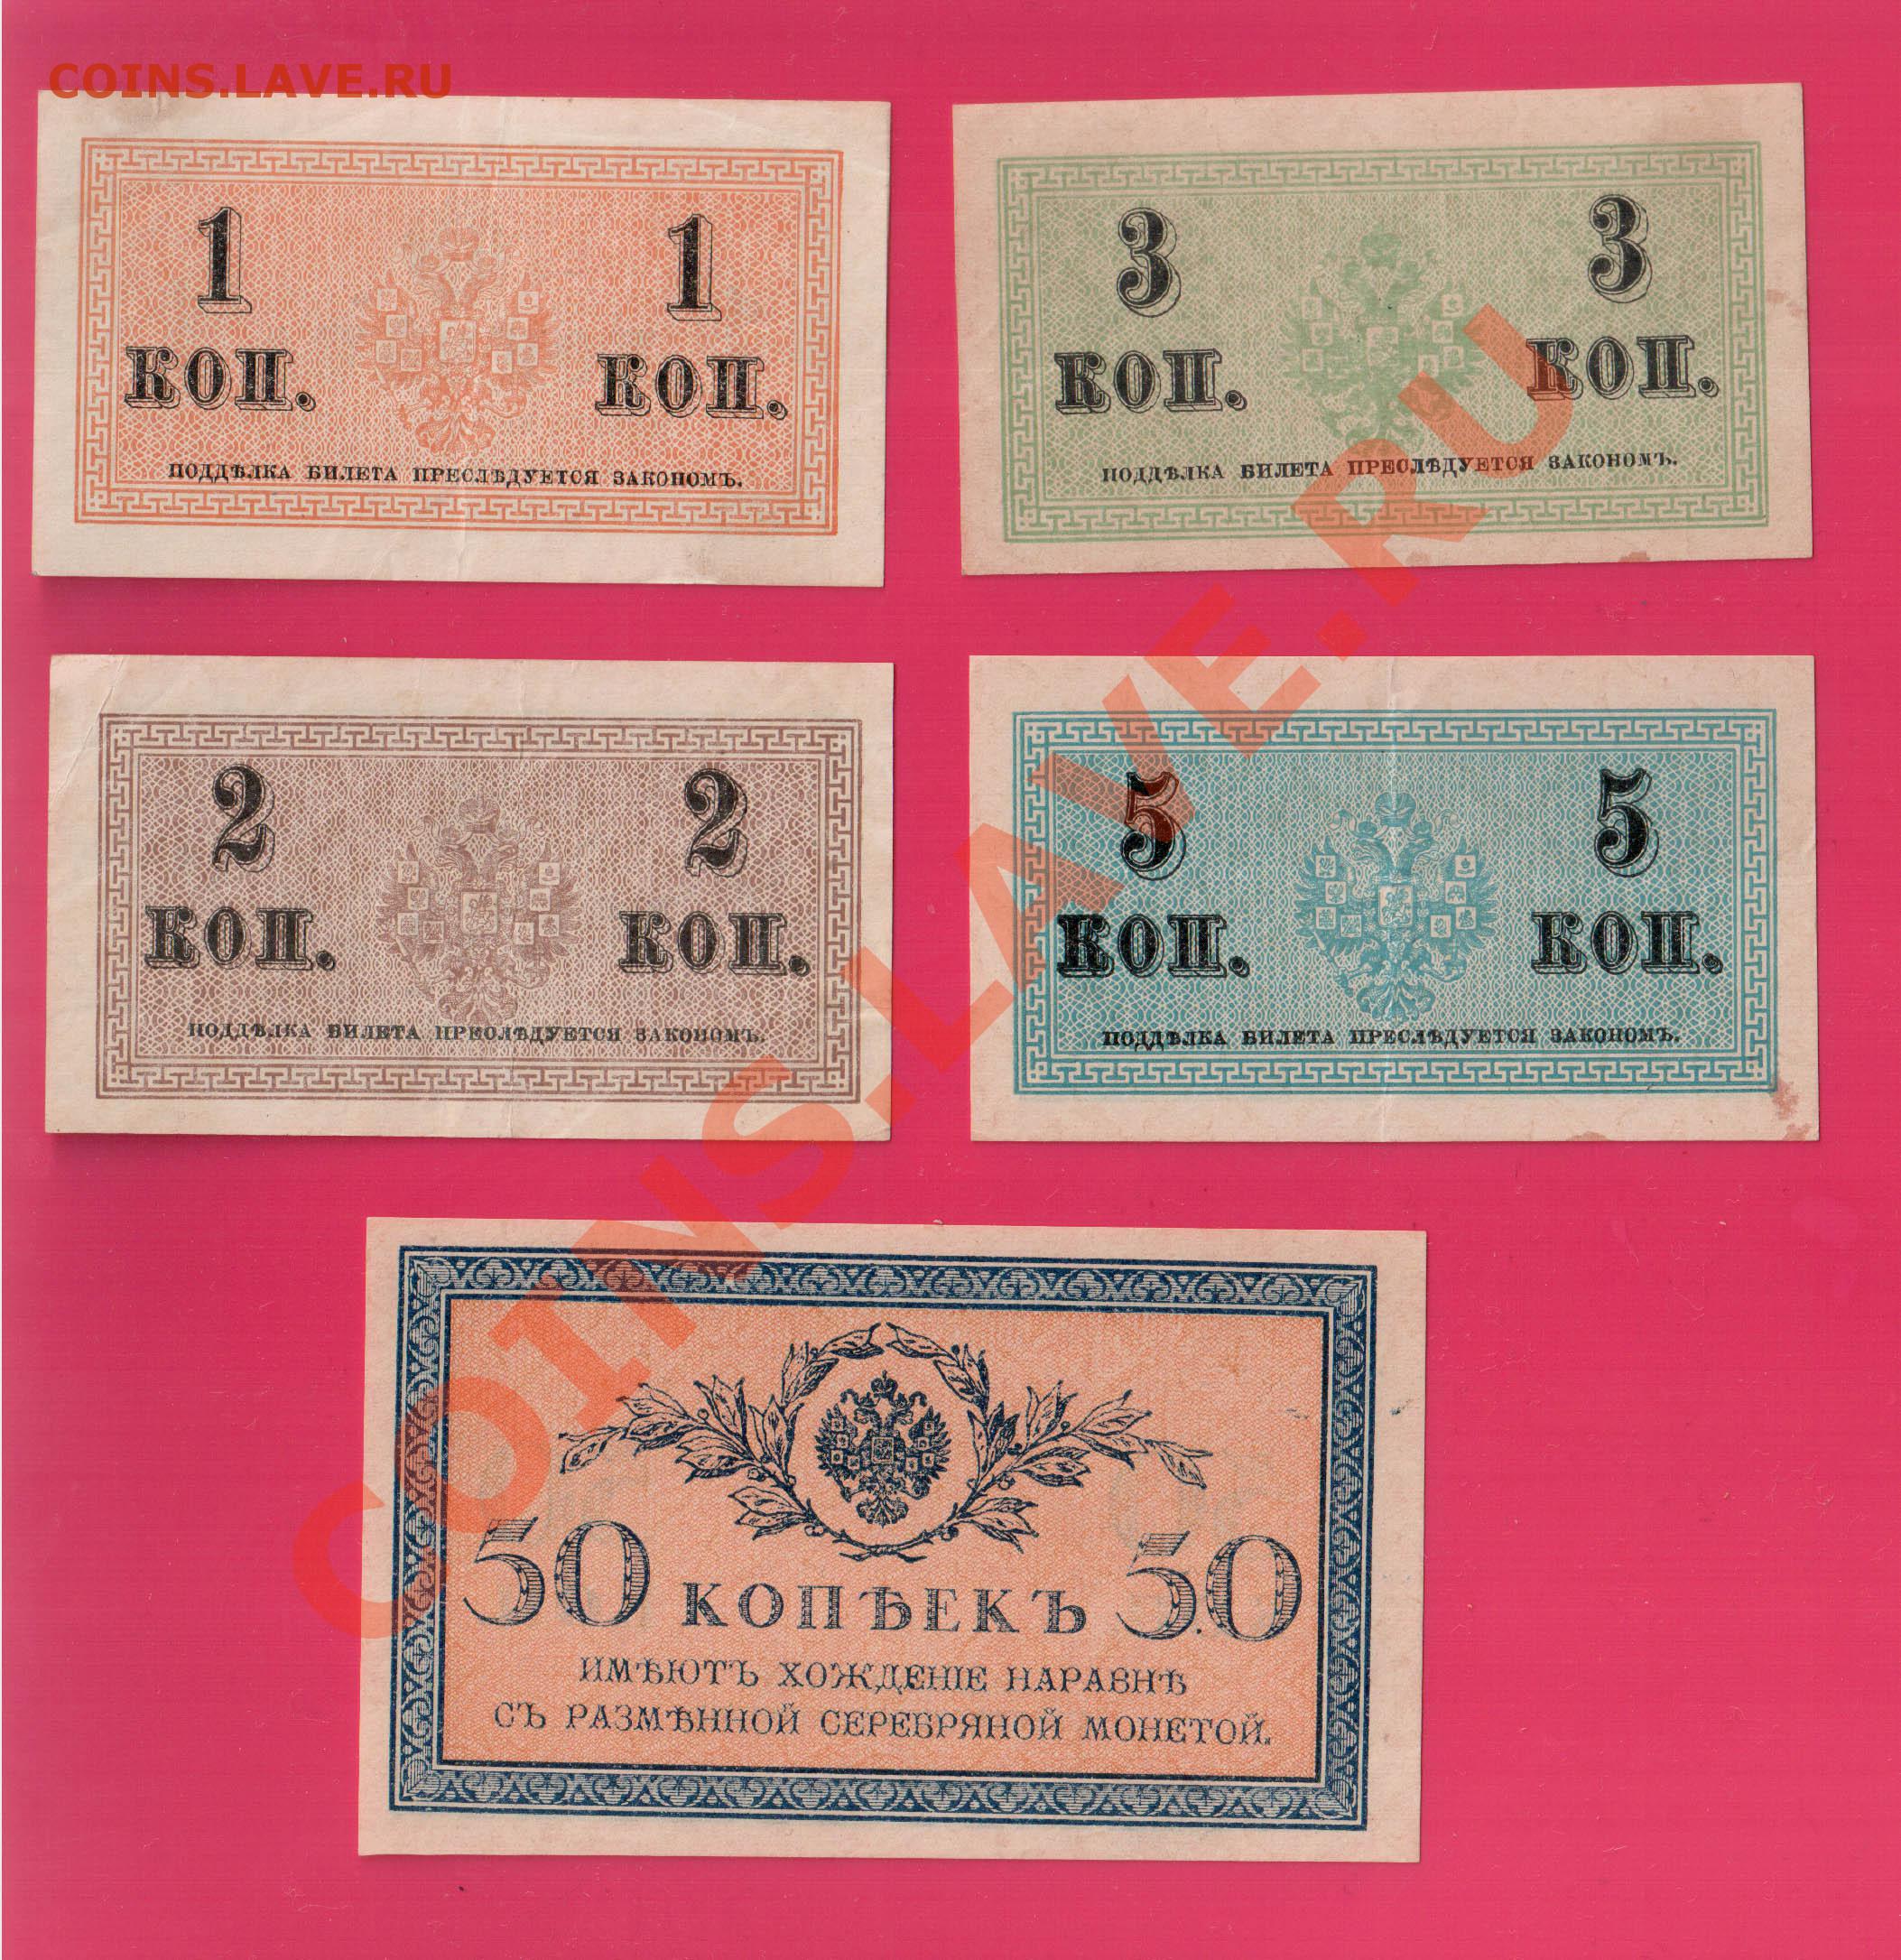 COINS.LAVE.RU
1 1
КОП. КОП.
ПОДДѢЛКА БИЛЕТА ПРЕСЛѢДУЕТСЯ ЗАКОНОМЪ.
3 3
КОП. КОП.
ПОДДѢЛКА БИЛЕТА ПРЕСЛѢДУЕТСЯ ЗАКОНОМЪ.
2 2
КОП. КОП.
ПОДДѢЛКА БИЛЕТА ПРЕСЛѢДУЕТСЯ ЗАКОНОМЪ.
5 5
КОП. КОП.
ПОДДѢЛКА БИЛЕТА ПРЕСЛѢДУЕТСЯ ЗАКОНОМЪ.
COINS.LAVE.RU
50 КОПѢЕКЪ 50
ИМѢЮТЪ ХОЖДЕНІЕ НАРАВНѢ
СЪ РАЗМѢННОЙ СЕРЕБРЯНОЙ МОНЕТОЙ.